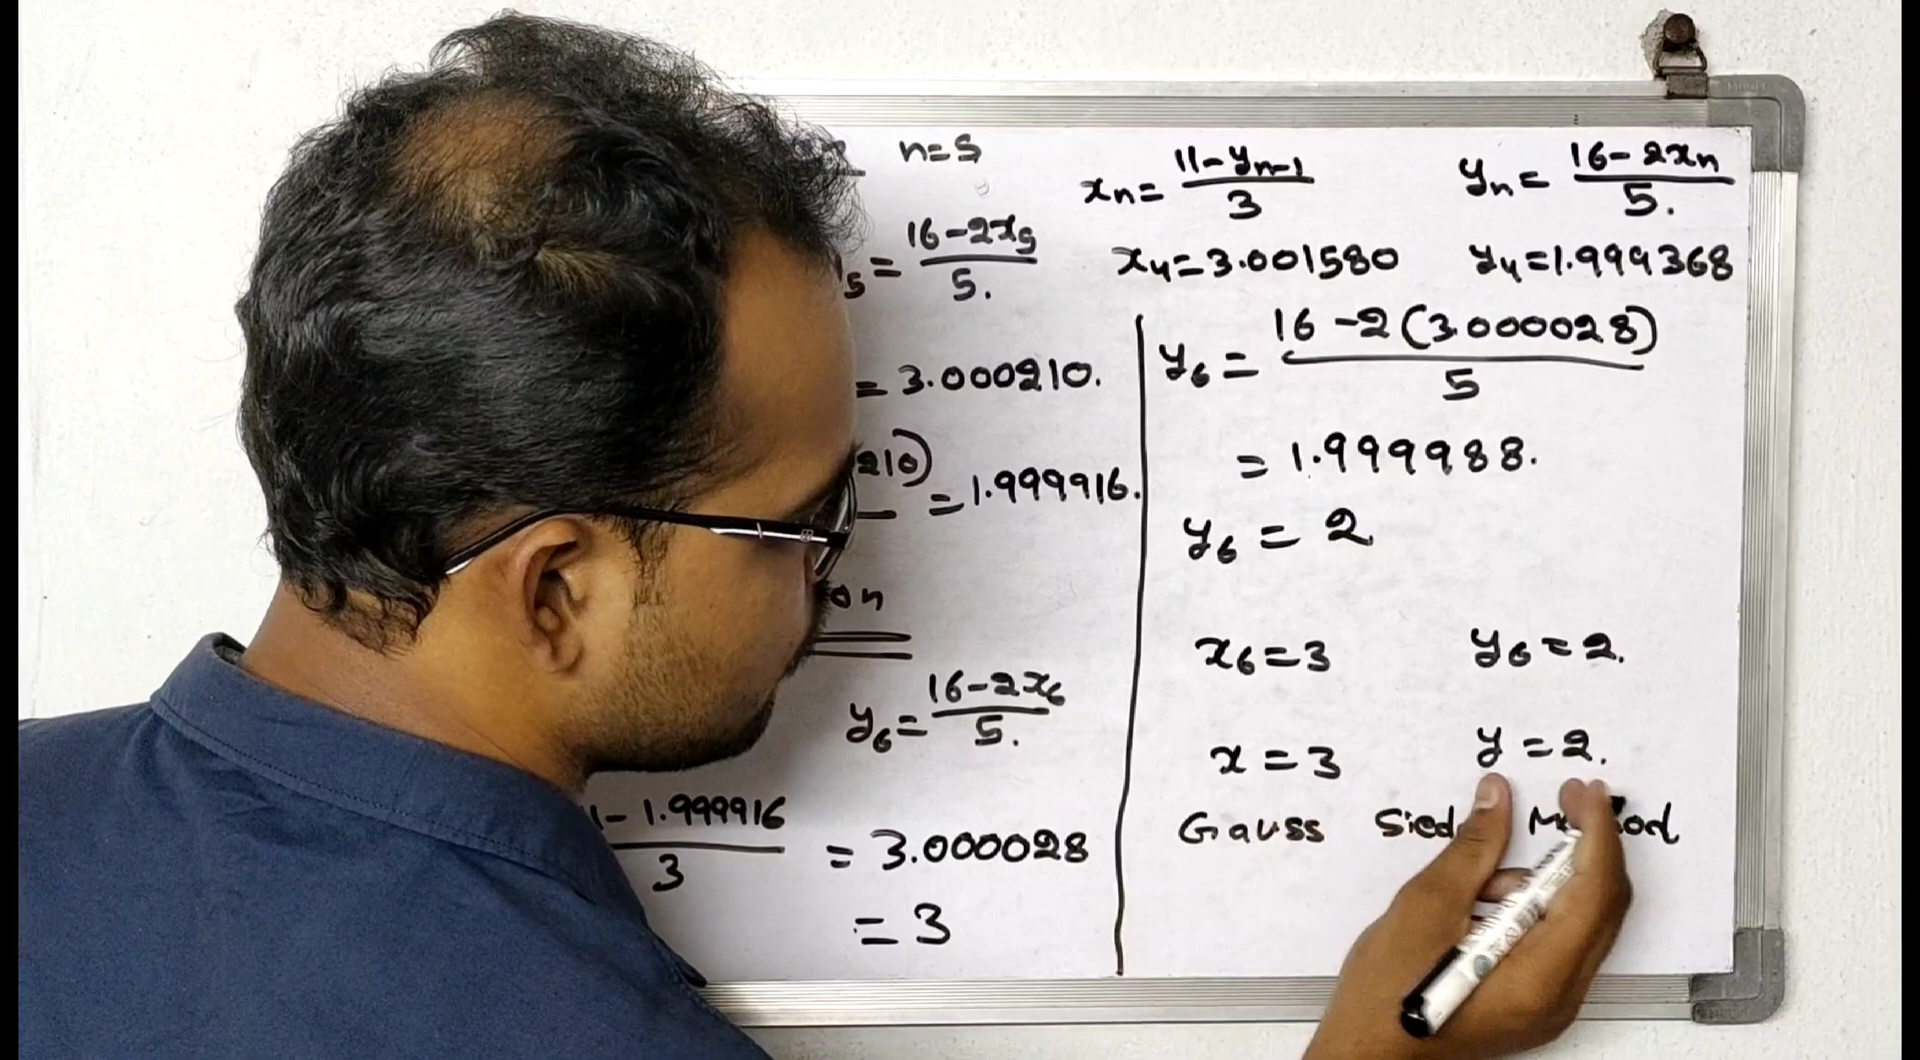 n=5
xn= 11-yn-1 / 3
yn= 16-2xn / 5.
5= 16-2x5 / 5.
x4=3.001580
y4=1.999368
=3.000210.
210) =1.999916.
on
y6= 16-2x6 / 5.
1-1.999916 / 3 = 3.000028
= 3
y6= 16-2(3.000028) / 5
= 1.999988.
y6 = 2
x6=3 y6=2.
x=3 y=2.
Gauss